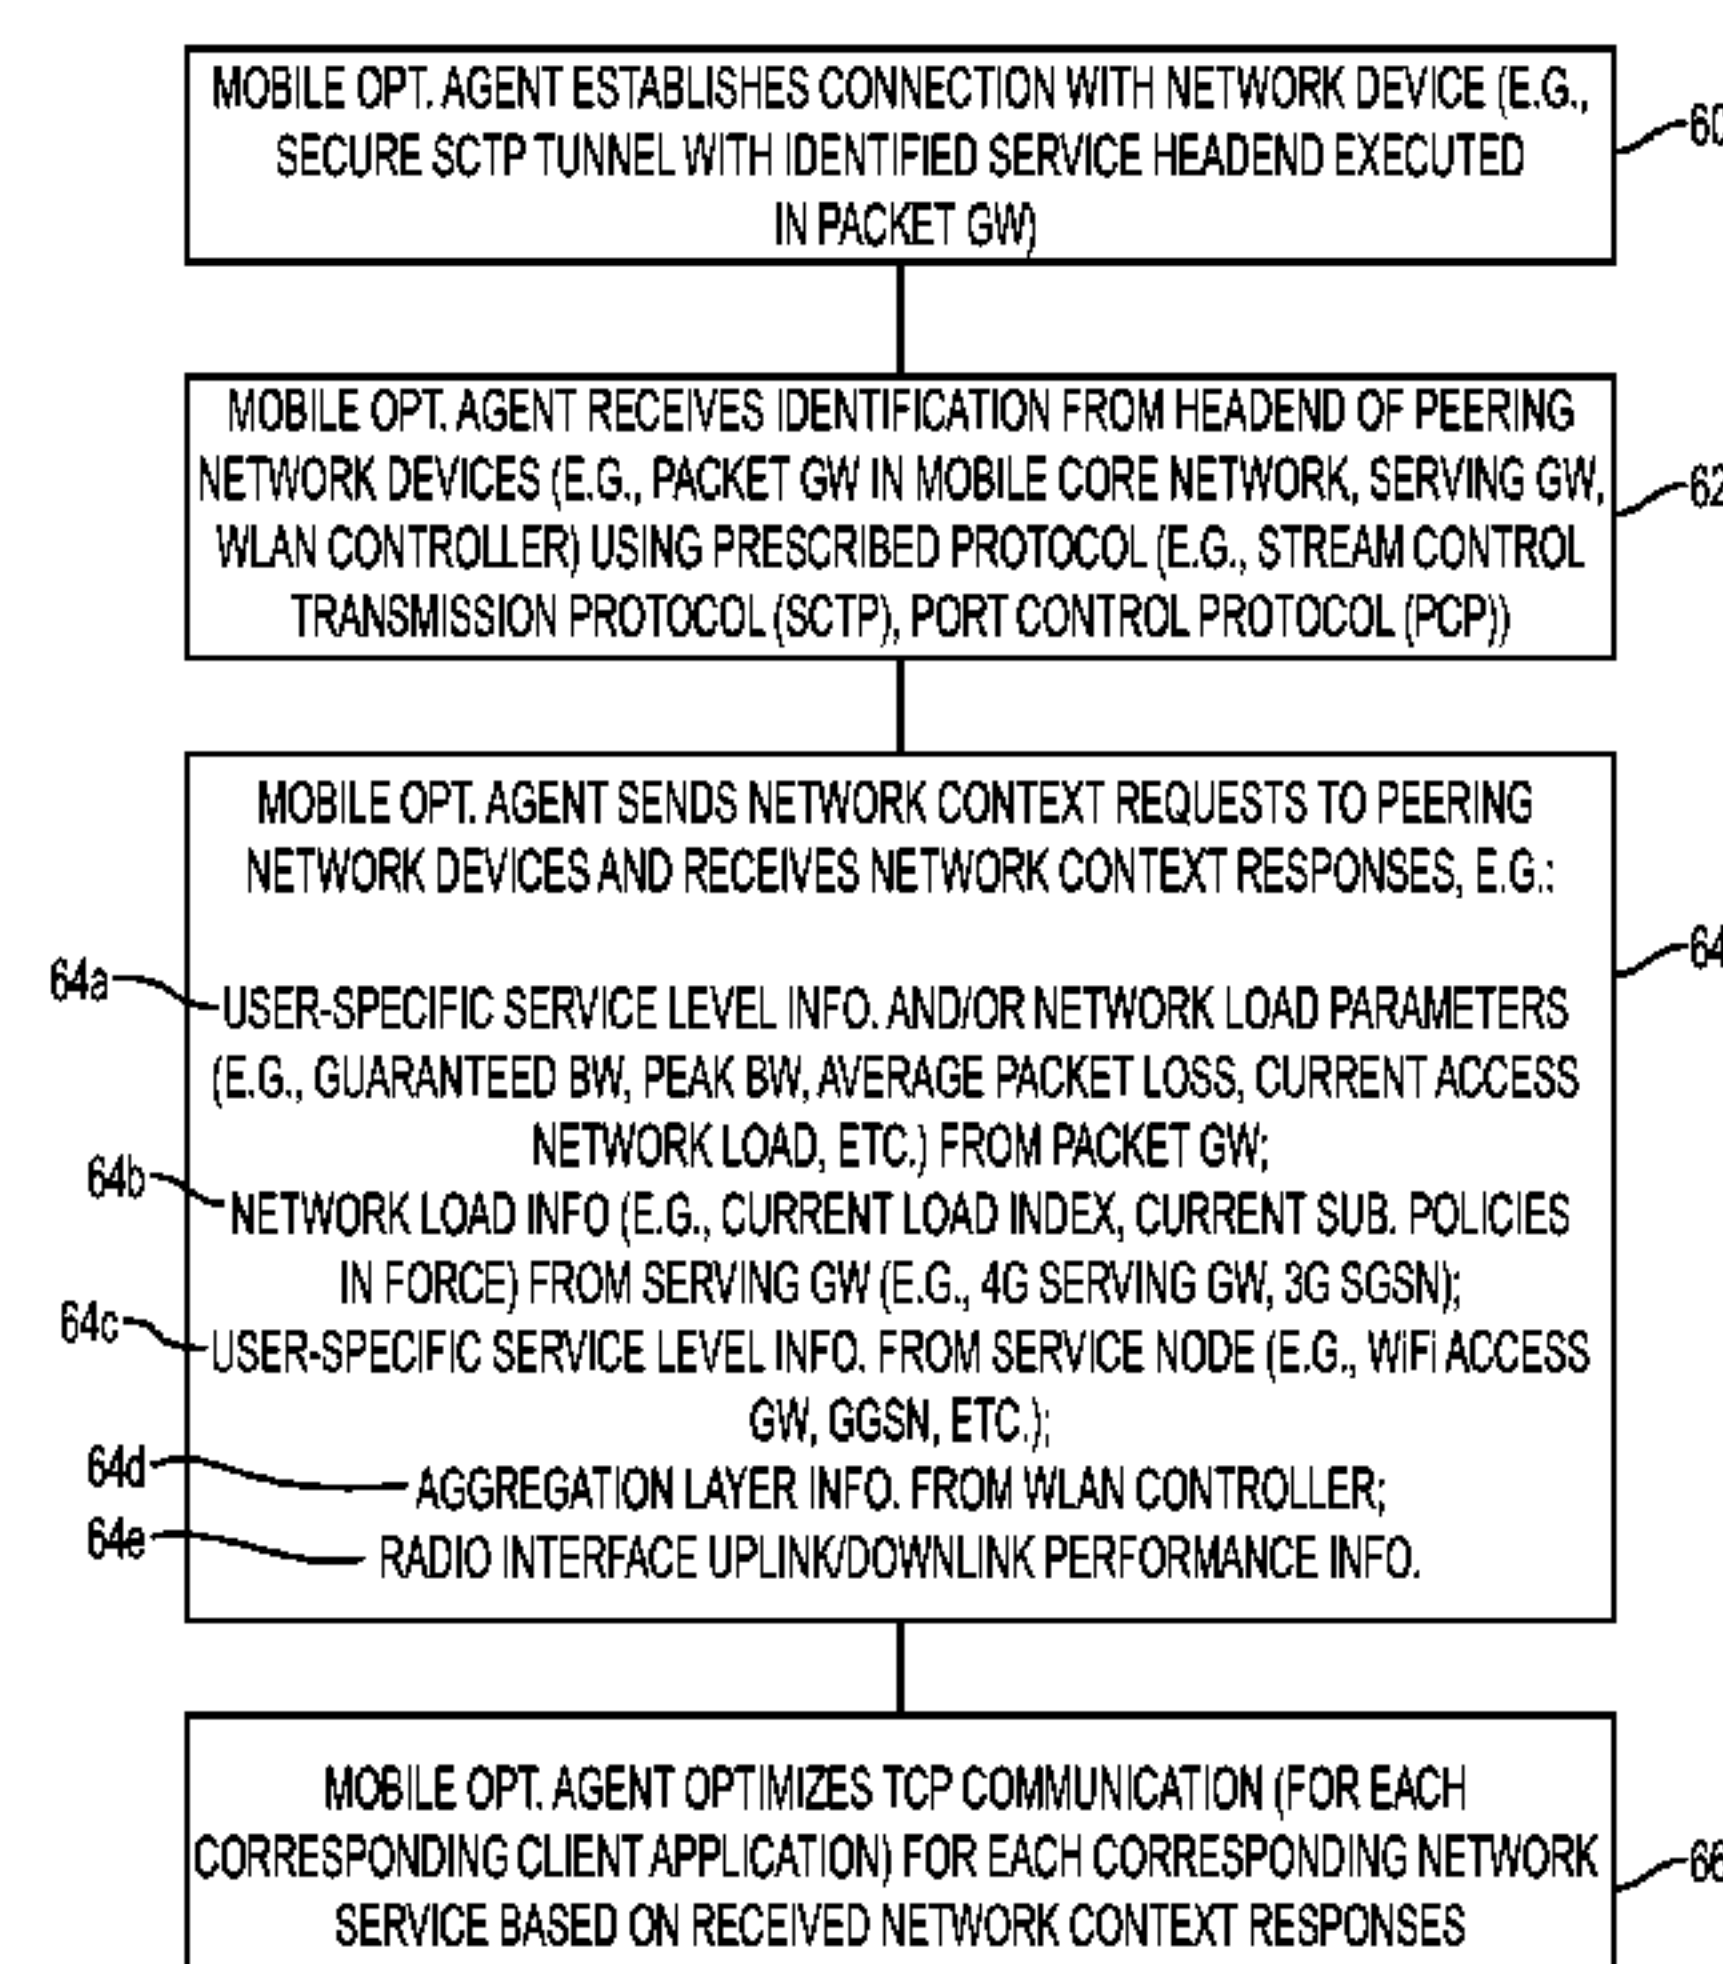 MOBILE OPT. AGENT ESTABLISHES CONNECTION WITH NETWORK DEVICE (E.G.,
SECURE SCTP TUNNEL WITH IDENTIFIED SERVICE HEADEND EXECUTED
IN PACKET GW)
60
MOBILE OPT. AGENT RECEIVES IDENTIFICATION FROM HEADEND OF PEERING
NETWORK DEVICES (E.G., PACKET GW IN MOBILE CORE NETWORK, SERVING GW,
WLAN CONTROLLER) USING PRESCRIBED PROTOCOL (E.G., STREAM CONTROL
TRANSMISSION PROTOCOL (SCTP), PORT CONTROL PROTOCOL (PCP))
62
MOBILE OPT. AGENT SENDS NETWORK CONTEXT REQUESTS TO PEERING
NETWORK DEVICES AND RECEIVES NETWORK CONTEXT RESPONSES, E.G.:
64
64a
USER-SPECIFIC SERVICE LEVEL INFO. AND/OR NETWORK LOAD PARAMETERS
(E.G., GUARANTEED BW, PEAK BW, AVERAGE PACKET LOSS, CURRENT ACCESS
NETWORK LOAD, ETC.) FROM PACKET GW;
64b
NETWORK LOAD INFO (E.G., CURRENT LOAD INDEX, CURRENT SUB. POLICIES
IN FORCE) FROM SERVING GW (E.G., 4G SERVING GW, 3G SGSN);
64c
USER-SPECIFIC SERVICE LEVEL INFO. FROM SERVICE NODE (E.G., WiFi ACCESS
GW, GGSN, ETC.);
64d
AGGREGATION LAYER INFO. FROM WLAN CONTROLLER;
64e
RADIO INTERFACE UPLINK/DOWNLINK PERFORMANCE INFO.
MOBILE OPT. AGENT OPTIMIZES TCP COMMUNICATION (FOR EACH
CORRESPONDING CLIENT APPLICATION) FOR EACH CORRESPONDING NETWORK
SERVICE BASED ON RECEIVED NETWORK CONTEXT RESPONSES
66